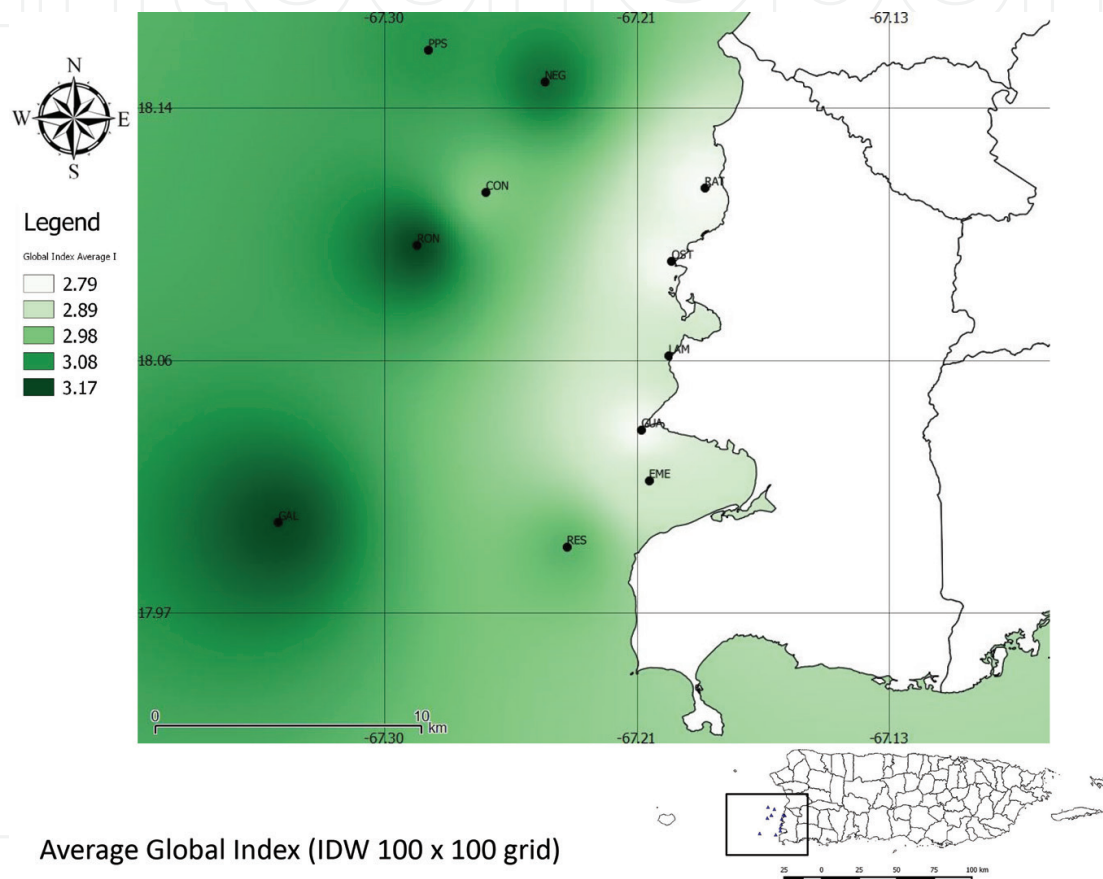 -67.30 -67.21 -67.13
PPS
NEG
N
W E
S
18.14
CON
RAT
RON
OST
Legend
Global Index Average I
2.79
2.89
2.98
3.08
3.17
LAM
18.06
GUA
EME
GAL
RES
17.97
0 10
km
-67.30 -67.21 -67.13
Average Global Index (IDW 100 x 100 grid)
25 0 25 50 75 100 km